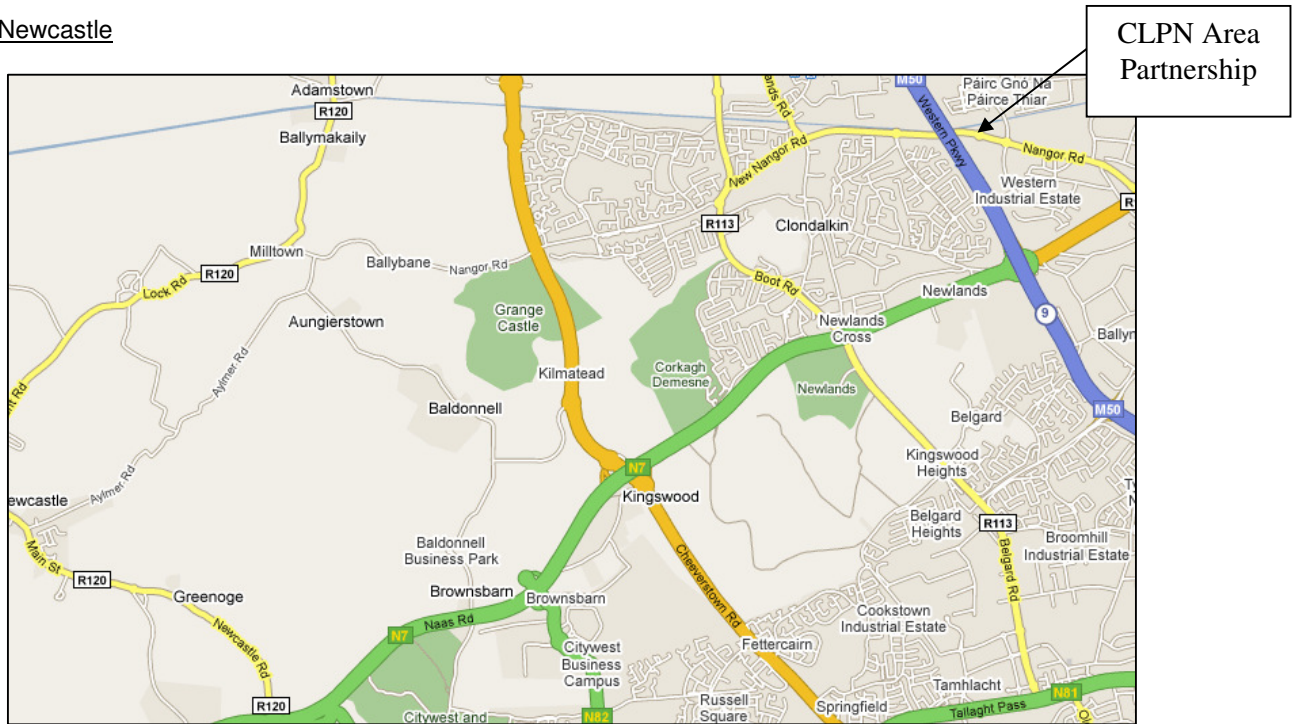 Newcastle
CLPN Area
Partnership
Adamstown
R120
Ballymakaily
M50
Western Pkwy
Páirc Gnó Na
Páirce Thiar
Nangor Rd
New Nangor Rd
Western
Industrial Estate
R113
Clondalkin
Milltown
Ballybane
Nangor Rd
R120
Lock Rd
Boot Rd
Newlands
Grange
Castle
Aungierstown
Newlands
Cross
9
Aylmer Rd
Kilmatead
Corkagh
Demesne
Newlands
Baldonnell
Belgard
M50
Kingswood
Heights
N7
Kingswood
Aylmer Rd
Belgard
Heights
R113
Broomhill
Industrial Estate
Main St
Baldonnell
Business Park
Belgard Rd
R120
Greenoge
Brownsbarn
Brownsbarn
Cheeverstown Rd
Cookstown
Industrial Estate
Naas Rd
N7
Newcastle Rd
Citywest
Business
Campus
Fettercairn
Tamhlacht
N81
R120
Russell
Square
Springfield
Tallaght Pass
Citywest and
N82